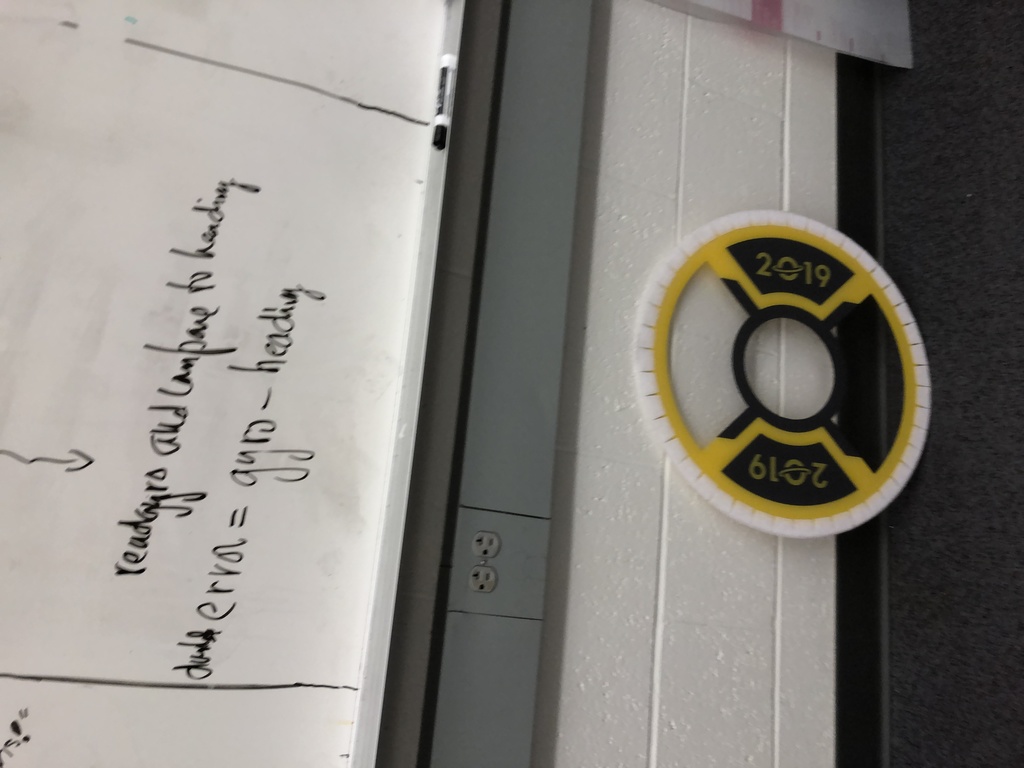 readgyro and compare to heading
error = gyro - heading
2019
2019